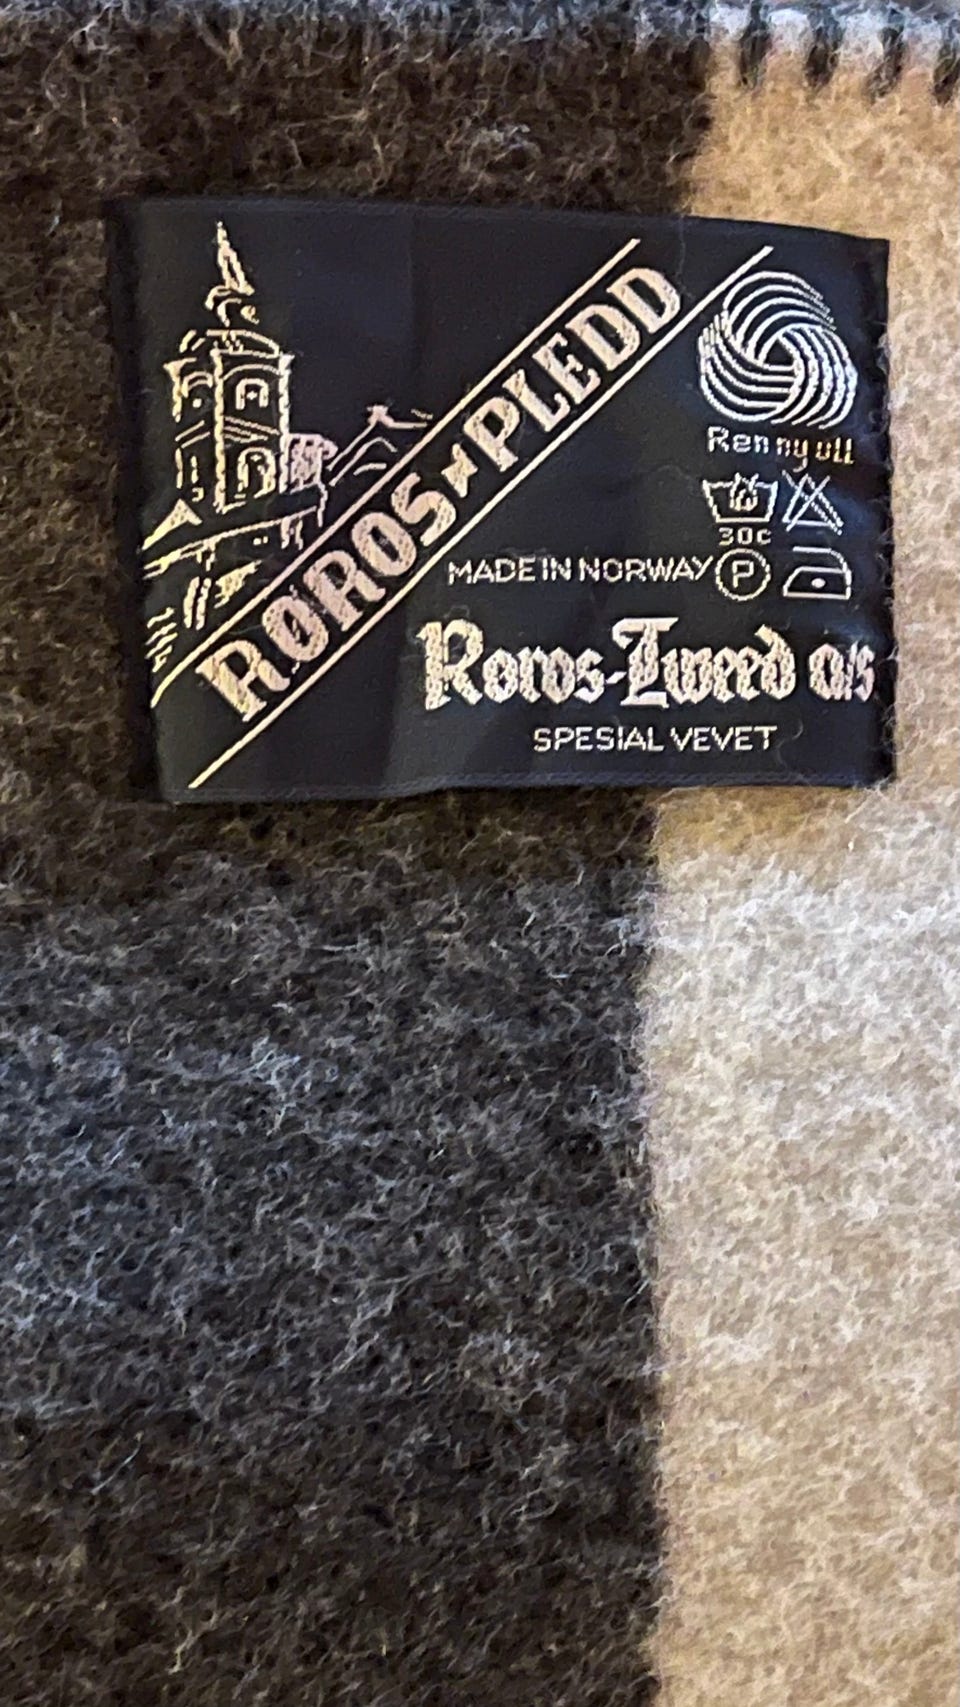 RØROS-PLEDD
Ren ny ull
30c
P
MADE IN NORWAY
Røros-Tweed a/s
SPESIAL VEVET